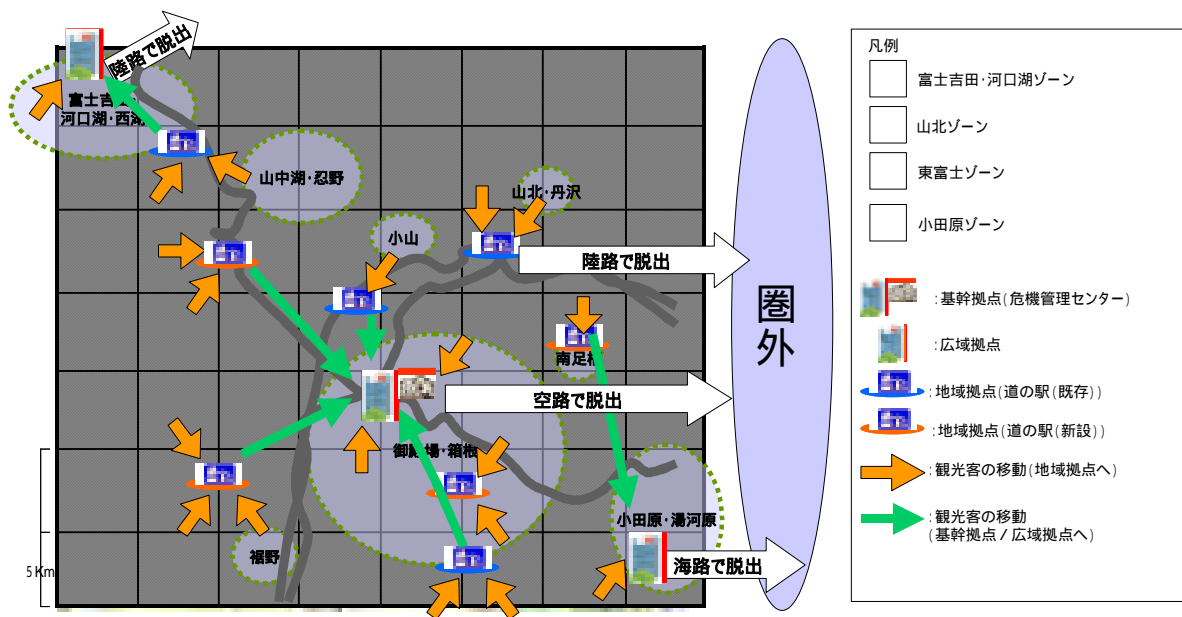 陸路で脱出
富士吉田・
河口湖・西湖
山中湖・忍野
山北・丹沢
小山
陸路で脱出
圏外
南足柄
空路で脱出
御殿場・箱根
小田原・湯河原
裾野
海路で脱出
5Km
凡例
富士吉田・河口湖ゾーン
山北ゾーン
東富士ゾーン
小田原ゾーン
:基幹拠点(危機管理センター)
:広域拠点
:地域拠点(道の駅(既存))
:地域拠点(道の駅(新設))
:観光客の移動(地域拠点へ)
:観光客の移動
(基幹拠点/広域拠点へ)